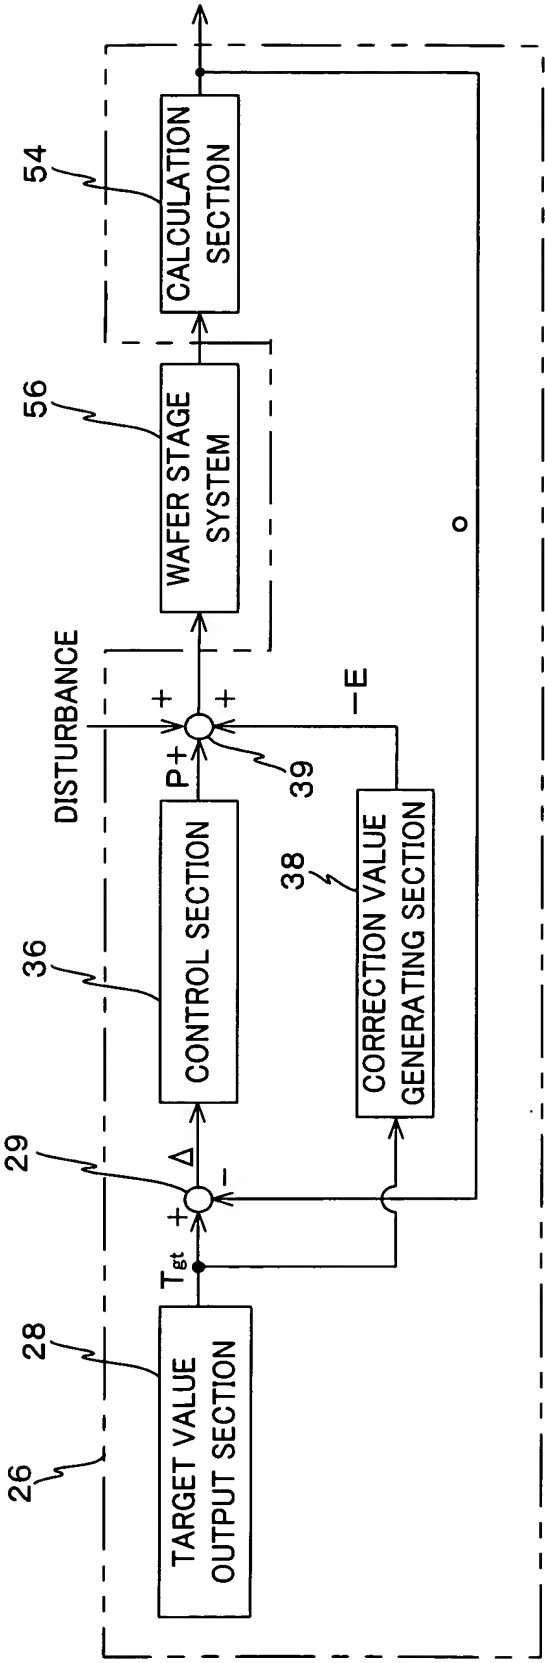 26
28
TARGET VALUE
OUTPUT SECTION
Tgt
+
29
-
Δ
36
CONTROL SECTION
38
CORRECTION VALUE
GENERATING SECTION
DISTURBANCE
P+
+
+
39
-E
56
WAFER STAGE
SYSTEM
54
CALCULATION
SECTION
O